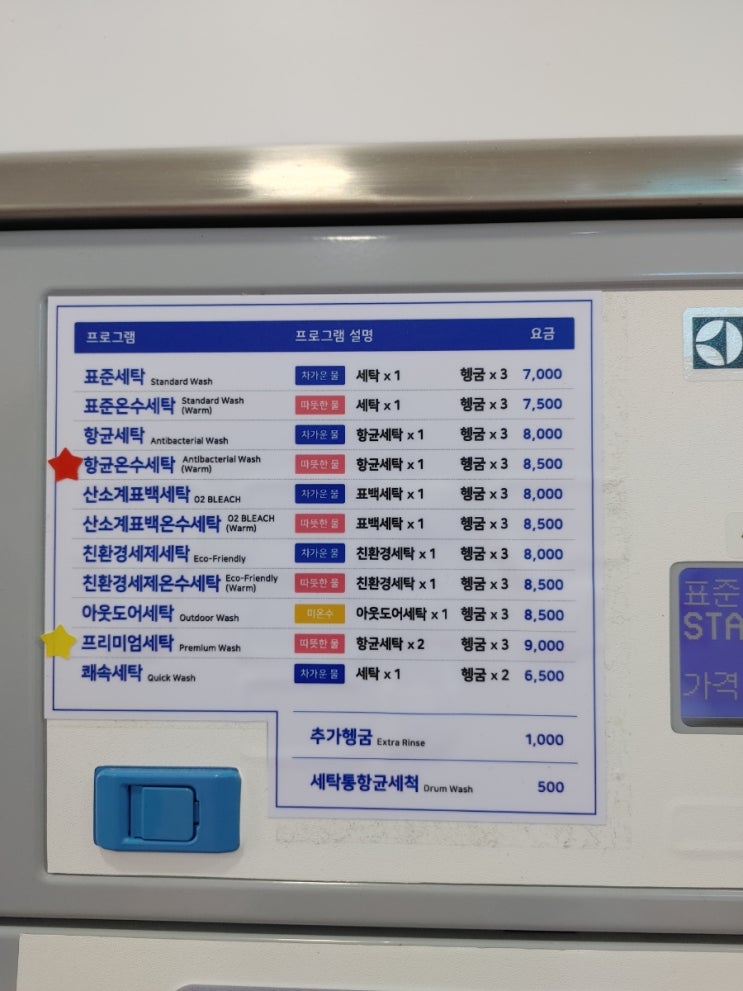 프로그램 프로그램 설명 요금
표준세탁 Standard Wash 차가운 물 세탁 x 1 헹굼 x 3 7,000
표준온수세탁 Standard Wash (Warm) 따뜻한 물 세탁 x 1 헹굼 x 3 7,500
항균세탁 Antibacterial Wash 차가운 물 항균세탁 x 1 헹굼 x 3 8,000
항균온수세탁 Antibacterial Wash (Warm) 따뜻한 물 항균세탁 x 1 헹굼 x 3 8,500
산소계표백세탁 O2 BLEACH 차가운 물 표백세탁 x 1 헹굼 x 3 8,000
산소계표백온수세탁 O2 BLEACH (Warm) 따뜻한 물 표백세탁 x 1 헹굼 x 3 8,500
친환경세제세탁 Eco-Friendly 차가운 물 친환경세탁 x 1 헹굼 x 3 8,000
친환경세제온수세탁 Eco-Friendly (Warm) 따뜻한 물 친환경세탁 x 1 헹굼 x 3 8,500
아웃도어세탁 Outdoor Wash 미온수 아웃도어세탁 x 1 헹굼 x 3 8,500
프리미엄세탁 Premium Wash 따뜻한 물 항균세탁 x 2 헹굼 x 3 9,000
쾌속세탁 Quick Wash 차가운 물 세탁 x 1 헹굼 x 2 6,500
추가헹굼 Extra Rinse 1,000
세탁통항균세척 Drum Wash 500
표준
STA
가격